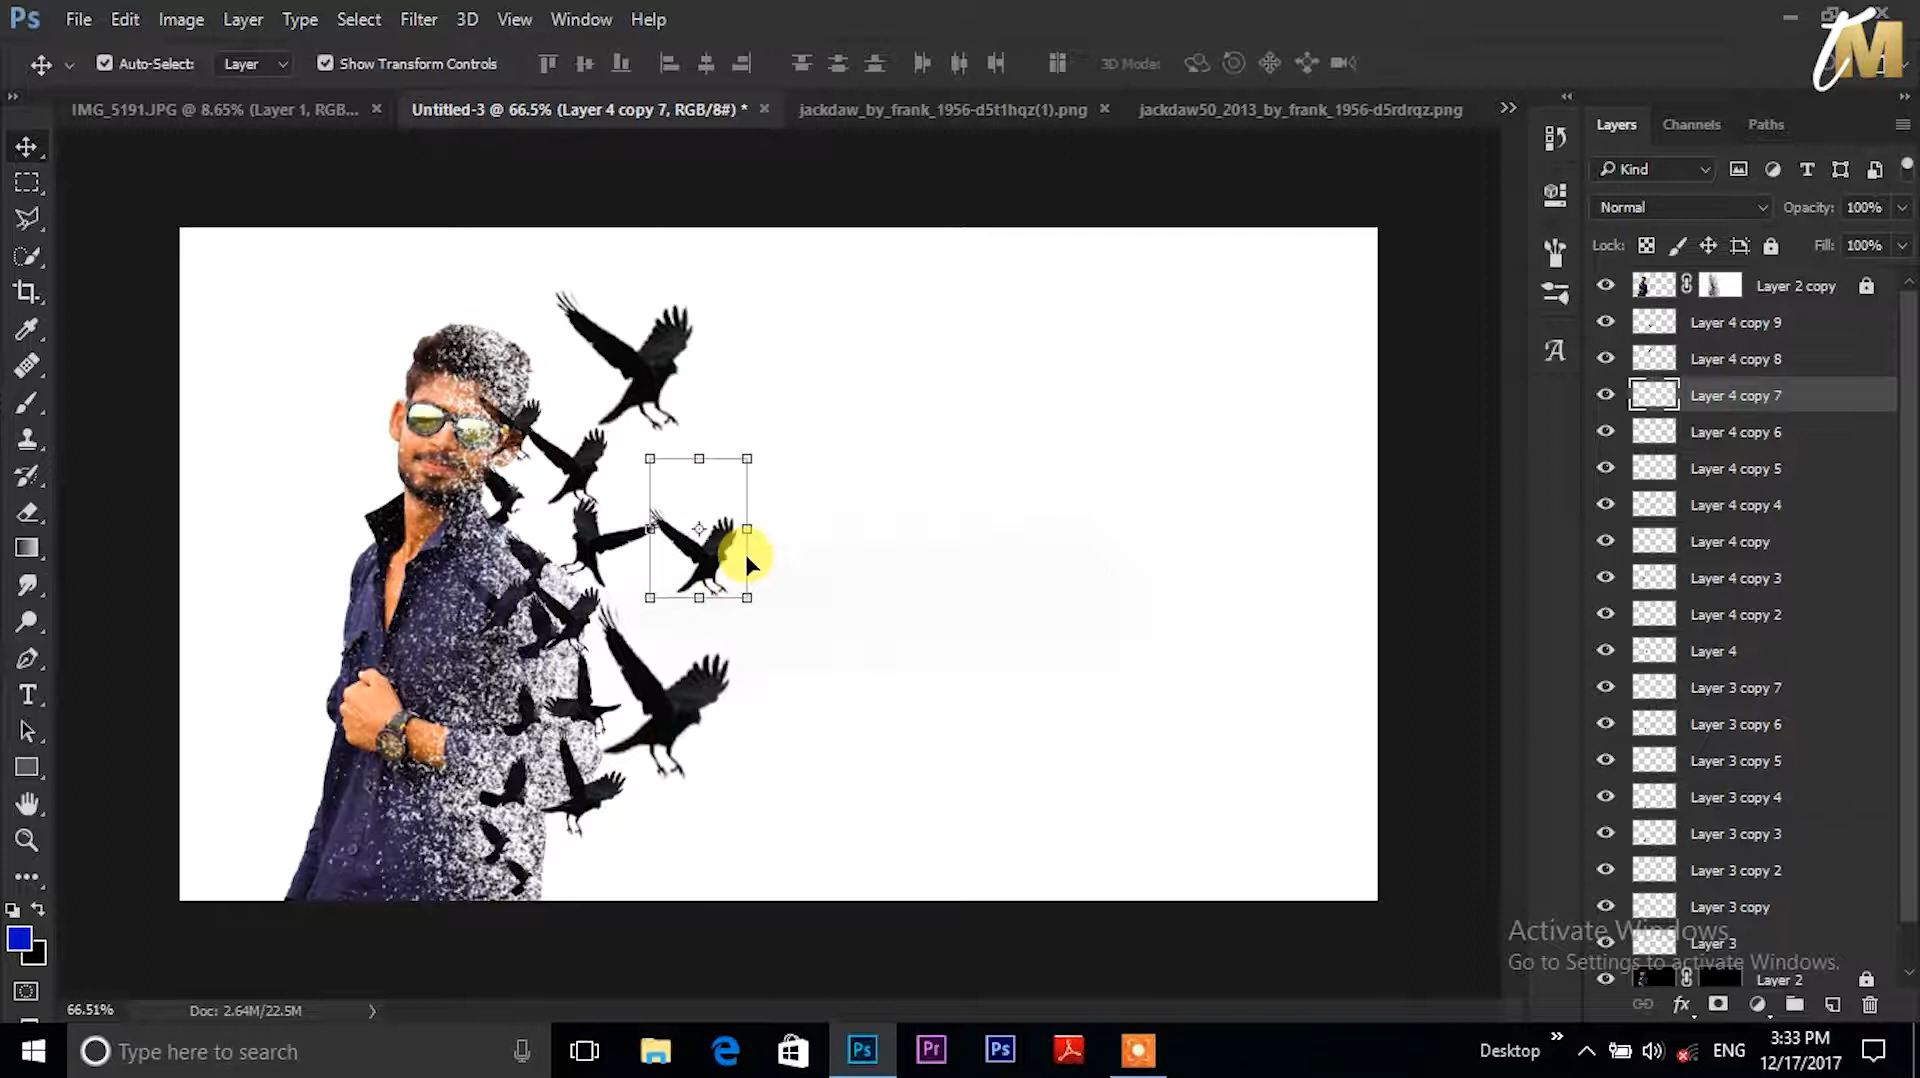 Ps File Edit Image Layer Type Select Filter 3D View Window Help
Auto-Select: Layer Show Transform Controls 3D Mode:
tM
IMG_5191.JPG @ 8.65% (Layer 1, RGB... × Untitled-3 @ 66.5% (Layer 4 copy 7, RGB/8#) * × jackdaw_by_frank_1956-d5t1hqz(1).png × jackdaw50_2013_by_frank_1956-d5rdrqz.png
Layers Channels Paths
Kind
Normal Opacity: 100%
Lock: Fill: 100%
Layer 2 copy
Layer 4 copy 9
Layer 4 copy 8
Layer 4 copy 7
Layer 4 copy 6
Layer 4 copy 5
Layer 4 copy 4
Layer 4 copy
Layer 4 copy 3
Layer 4 copy 2
Layer 4
Layer 3 copy 7
Layer 3 copy 6
Layer 3 copy 5
Layer 3 copy 4
Layer 3 copy 3
Layer 3 copy 2
Layer 3 copy
Layer 3
Layer 2
Activate Windows
Go to Settings to activate Windows.
66.51% Doc: 2.64M/22.5M
Type here to search
Ps Pr Ps
Desktop ENG 3:33 PM
12/17/2017